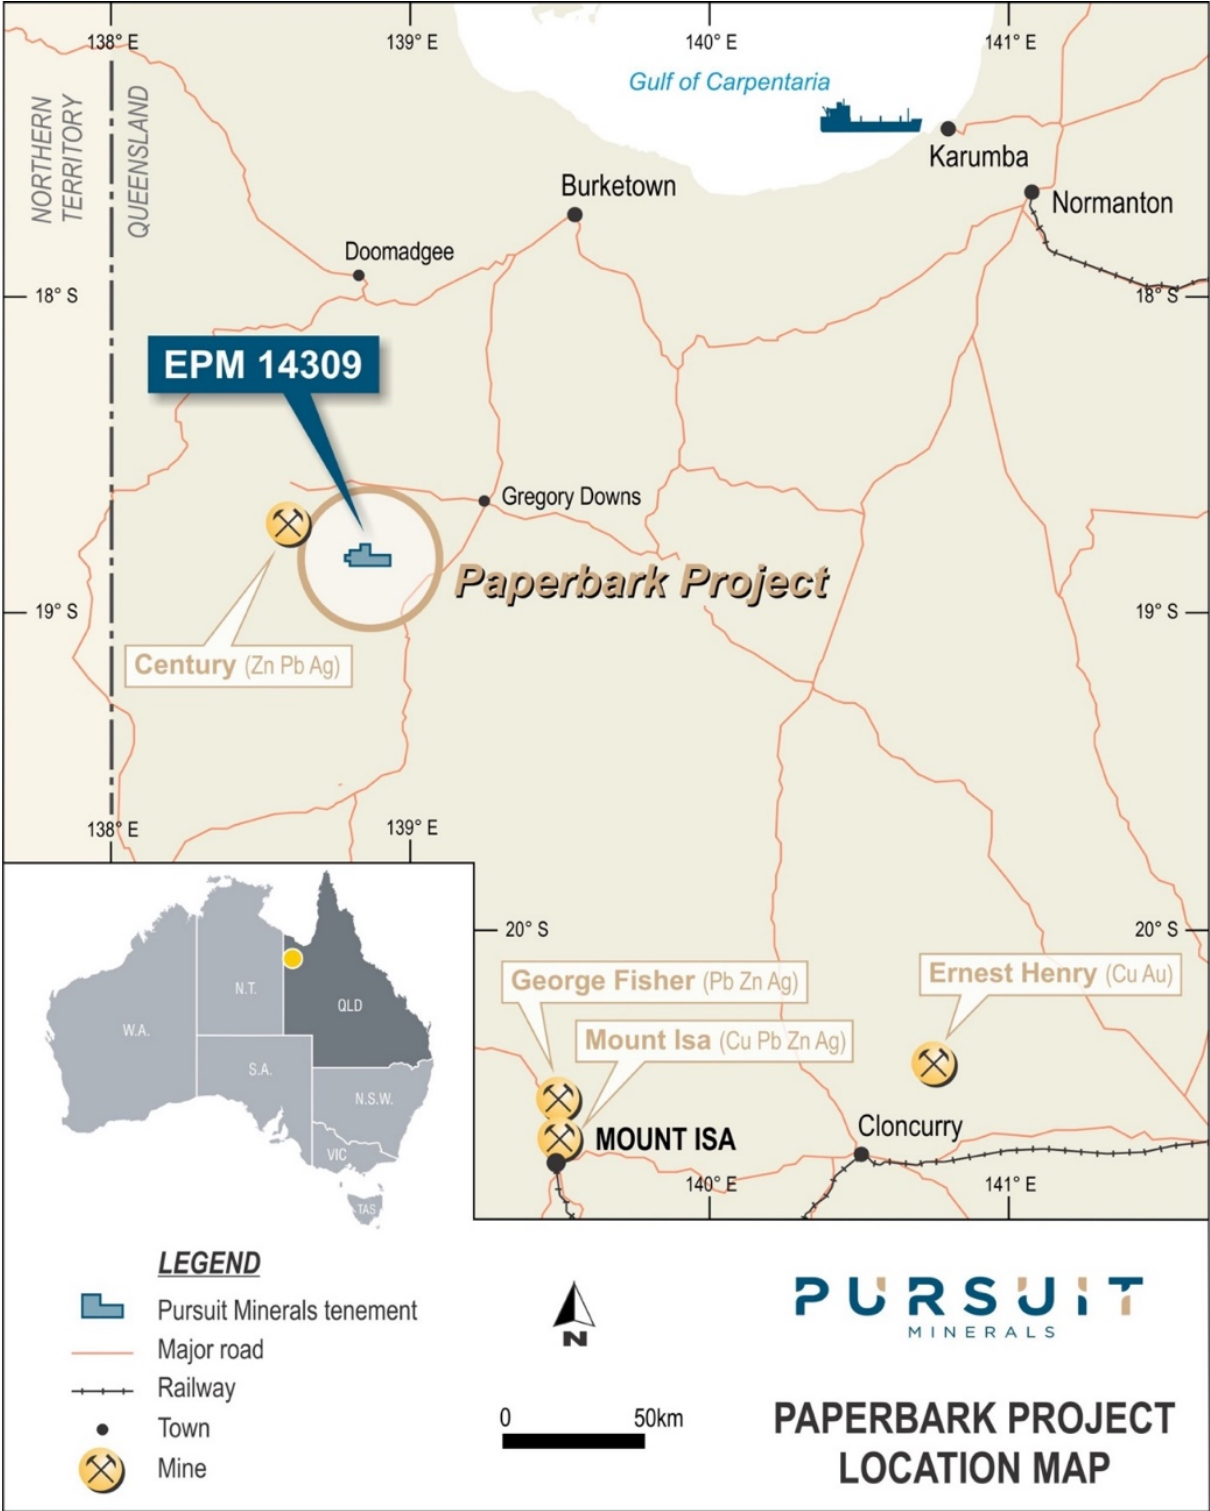 138° E
139° E
140° E
141° E
NORTHERN
TERRITORY
QUEENSLAND
Gulf of Carpentaria
Karumba
Burketown
Normanton
Doomadgee
18° S
18° S
EPM 14309
Gregory Downs
Paperbark Project
19° S
19° S
Century (Zn Pb Ag)
138° E
139° E
20° S
20° S
George Fisher (Pb Zn Ag)
Ernest Henry (Cu Au)
Mount Isa (Cu Pb Zn Ag)
MOUNT ISA
Cloncurry
140° E
141° E
N.T.
QLD
W.A.
S.A.
N.S.W.
VIC
TAS
LEGEND
Pursuit Minerals tenement
Major road
Railway
Town
Mine
N
0 50km
PURSUIT
MINERALS
PAPERBARK PROJECT
LOCATION MAP